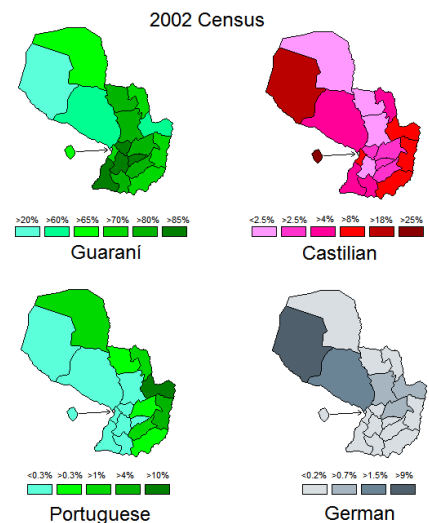 2002 Census
>20% >60% >65% >70% >80% >85%
Guaraní
<2.5% >2.5% >4% >8% >18% >25%
Castilian
<0.3% >0.3% >1% >4% >10%
Portuguese
<0.2% >0.7% >1.5% >9%
German